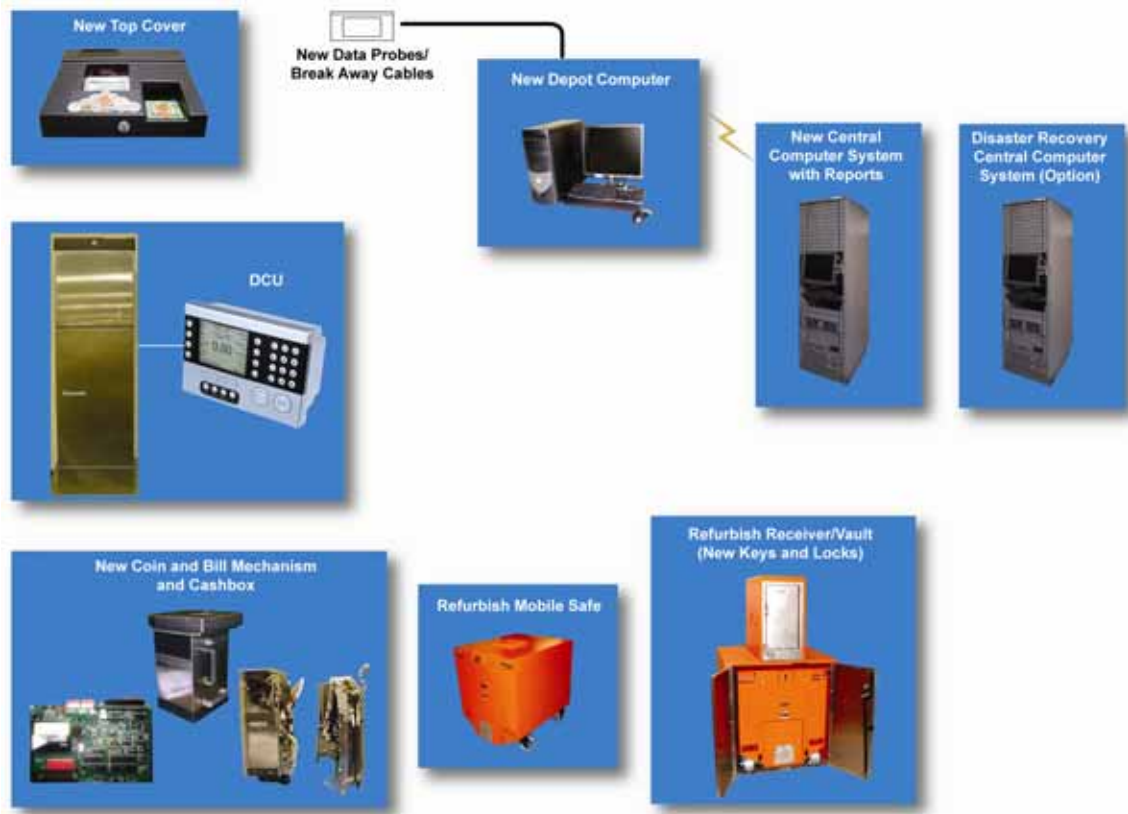 New Top Cover
New Data Probes/
Break Away Cables
New Depot Computer
New Central
Computer System
with Reports
Disaster Recovery
Central Computer
System (Option)
DCU
0.00
New Coin and Bill Mechanism
and Cashbox
Refurbish Mobile Safe
Refurbish Receiver/Vault
(New Keys and Locks)